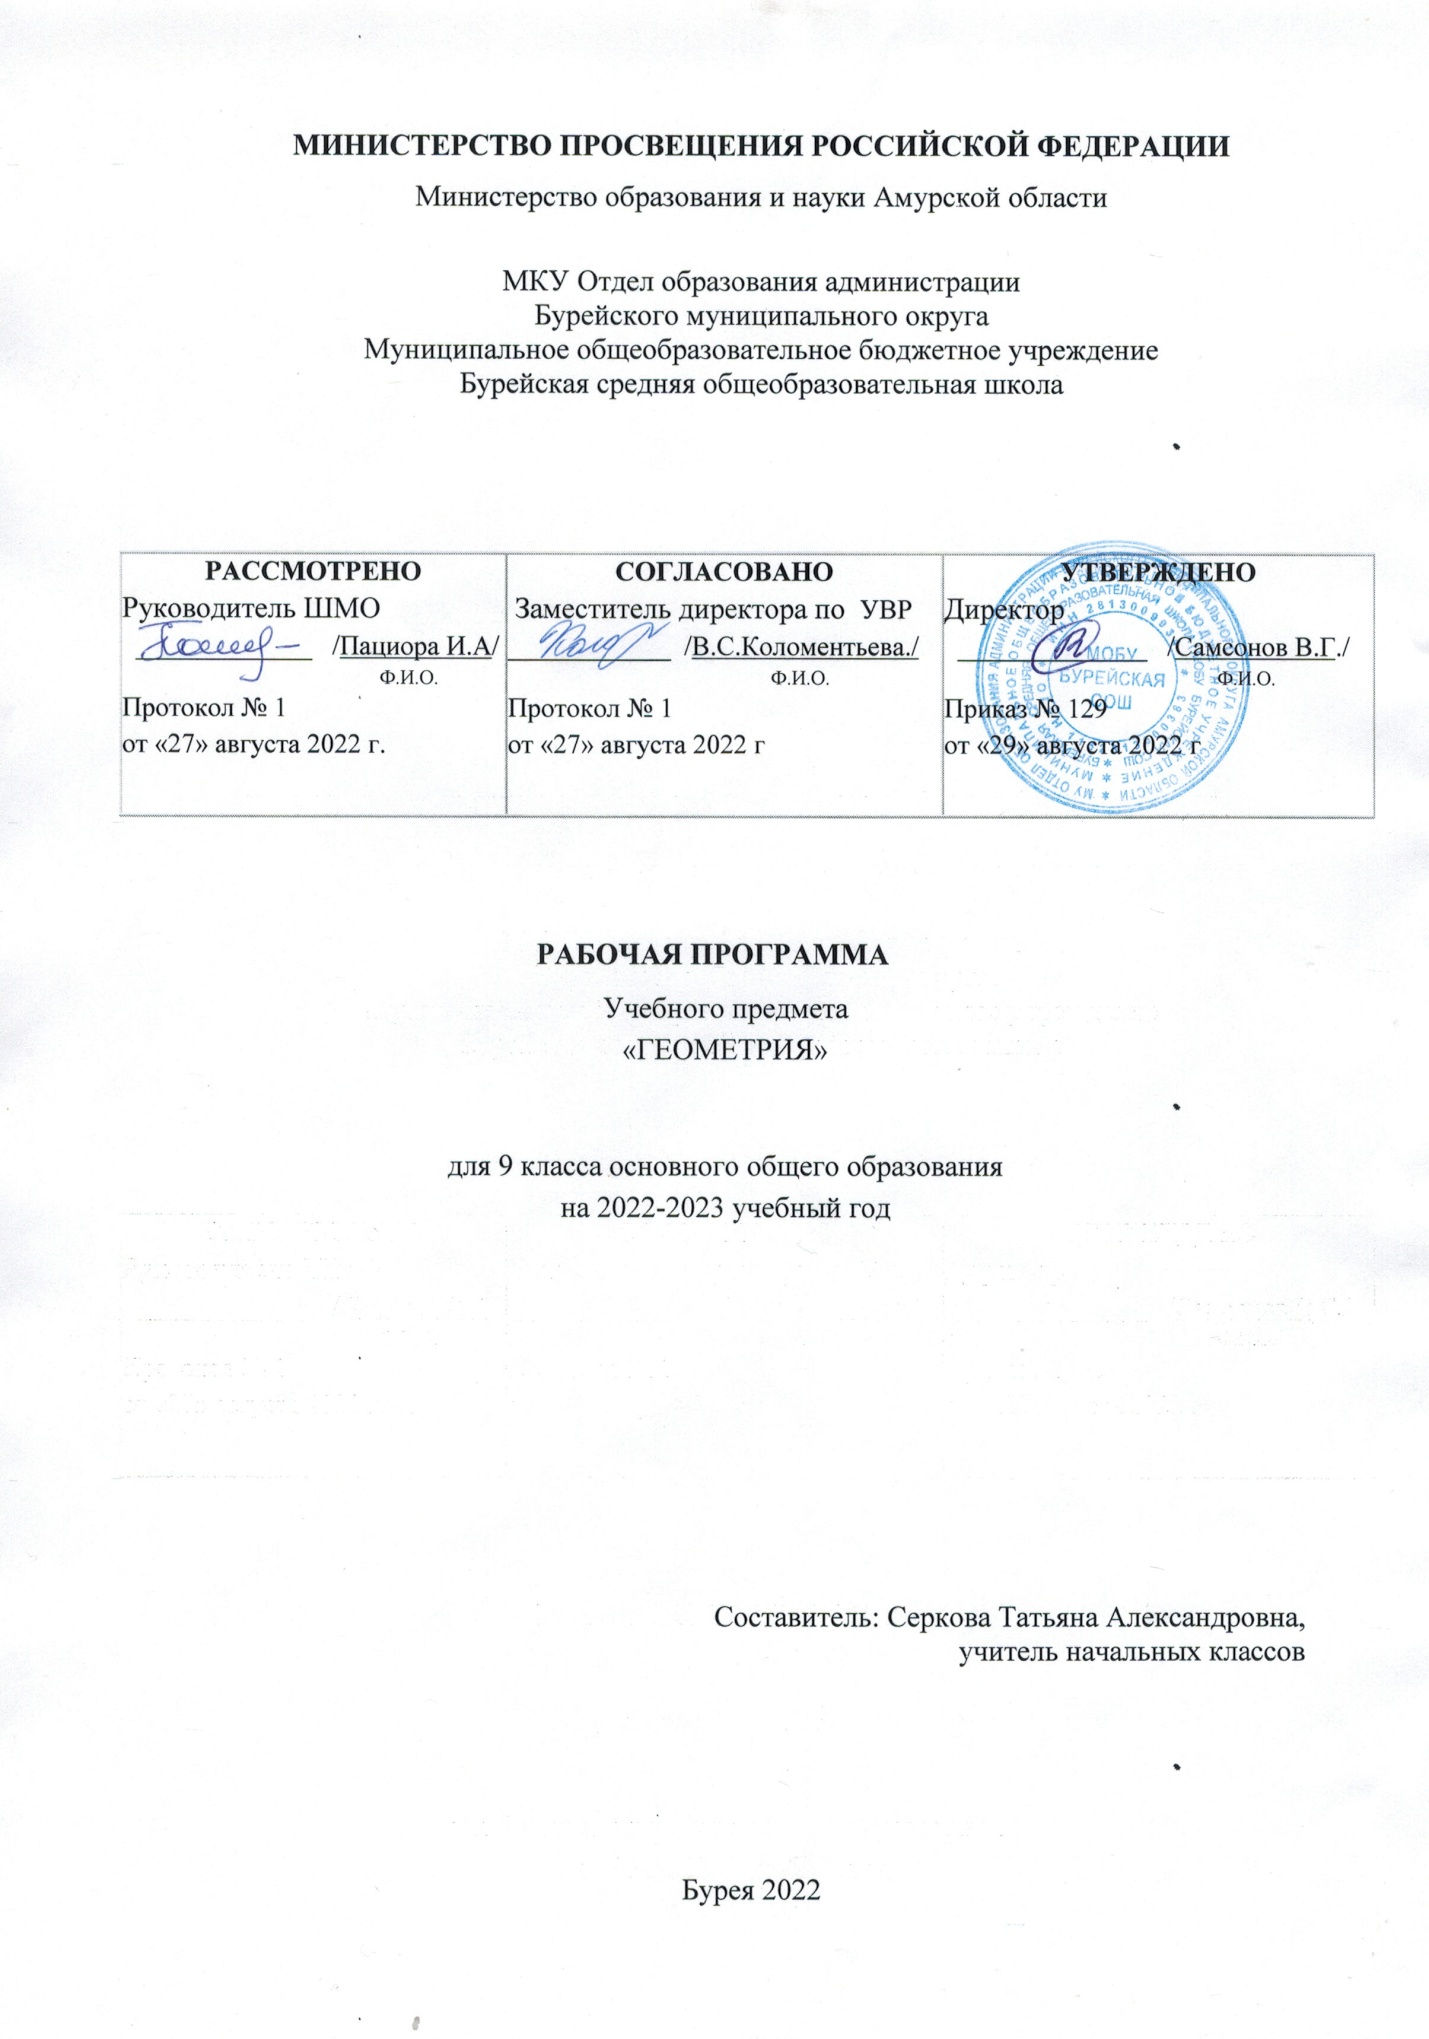 МИНИСТЕРСТВО ПРОСВЕЩЕНИЯ РОССИЙСКОЙ ФЕДЕРАЦИИ
Министерство образования и науки Амурской области
МКУ Отдел образования администрации
Бурейского муниципального округа
Муниципальное общеобразовательное бюджетное учреждение
Бурейская средняя общеобразовательная школа
РАССМОТРЕНО
Руководитель ШМО
/Пациора И.А/
Ф.И.О.
Протокол № 1
от «27» августа 2022 г.
СОГЛАСОВАНО
Заместитель директора по УВР
/В.С.Коломентьева./
Ф.И.О.
Протокол № 1
от «27» августа 2022 г
УТВЕРЖДЕНО
Директор
/Самсонов В.Г./
Ф.И.О.
Приказ № 129
от «29» августа 2022 г
МОБУ
БУРЕЙСКАЯ
СОШ
РАБОЧАЯ ПРОГРАММА
Учебного предмета
«ГЕОМЕТРИЯ»
для 9 класса основного общего образования
на 2022-2023 учебный год
Составитель: Серкова Татьяна Александровна,
учитель начальных классов
Бурея 2022